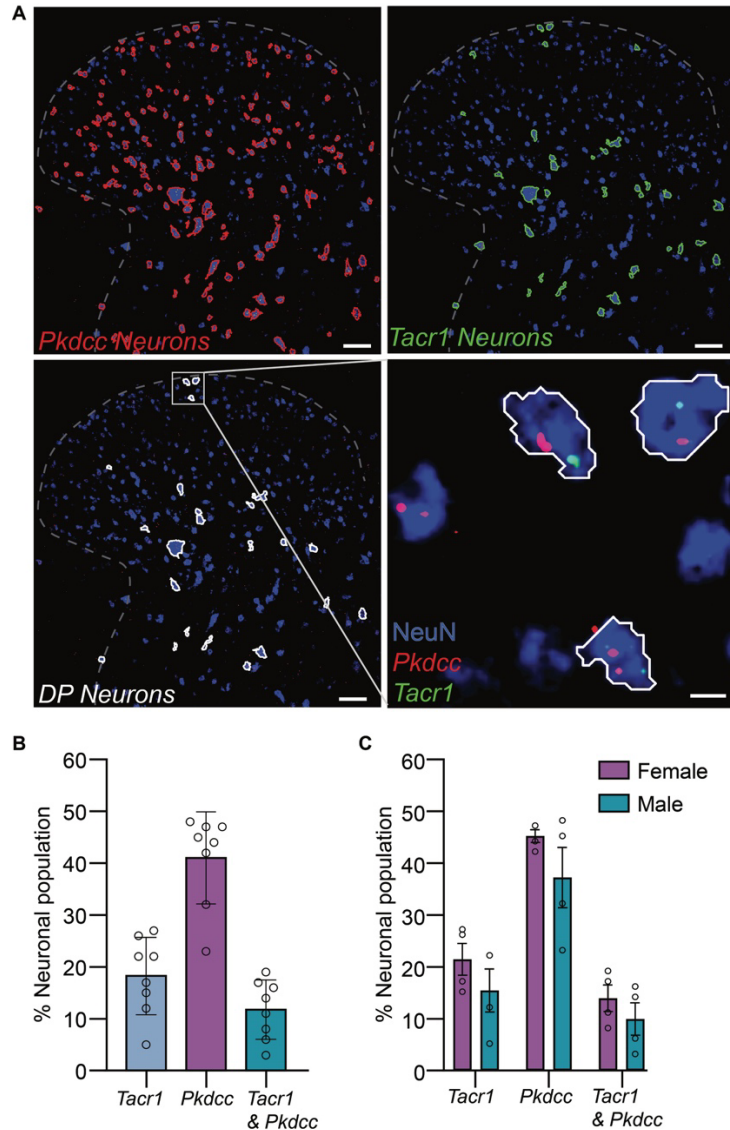 A
Pkdcc Neurons
Tacr1 Neurons
DP Neurons
NeuN
Pkdcc
Tacr1
B
60
50
40
30
20
10
0
% Neuronal population
Tacr1
Pkdcc
Tacr1
& Pkdcc
C
60
50
40
30
20
10
0
% Neuronal population
Female
Male
Tacr1
Pkdcc
Tacr1
& Pkdcc